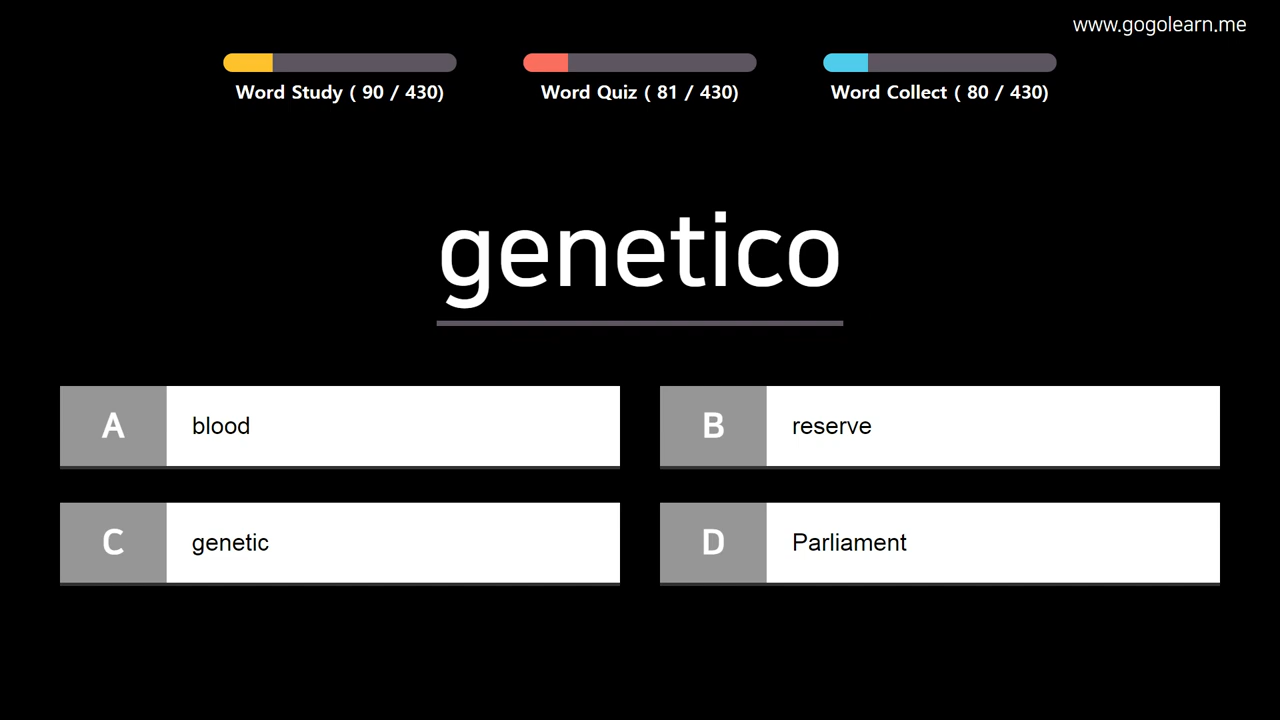 www.gogolearn.me
Word Study ( 90 / 430)
Word Quiz ( 81 / 430)
Word Collect ( 80 / 430)
genetico
A blood
B reserve
C genetic
D Parliament